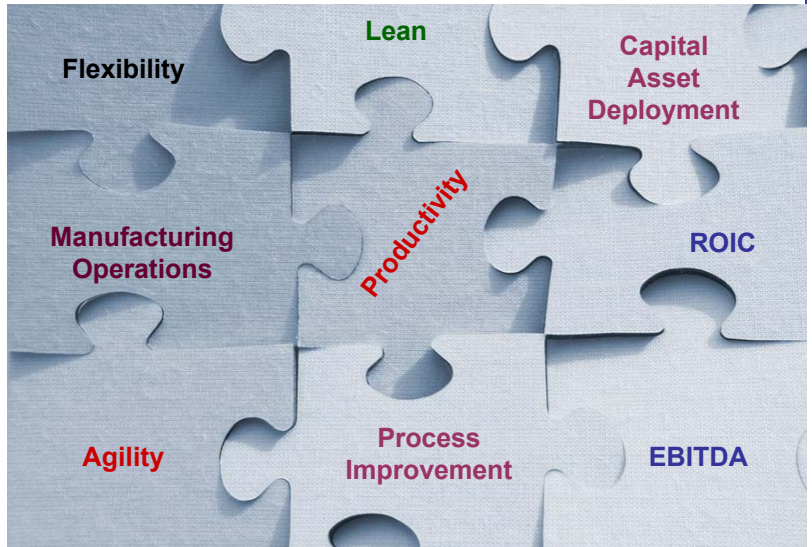 Lean
Flexibility
Capital
Asset
Deployment
Manufacturing
Operations
Productivity
ROIC
Agility
Process
Improvement
EBITDA